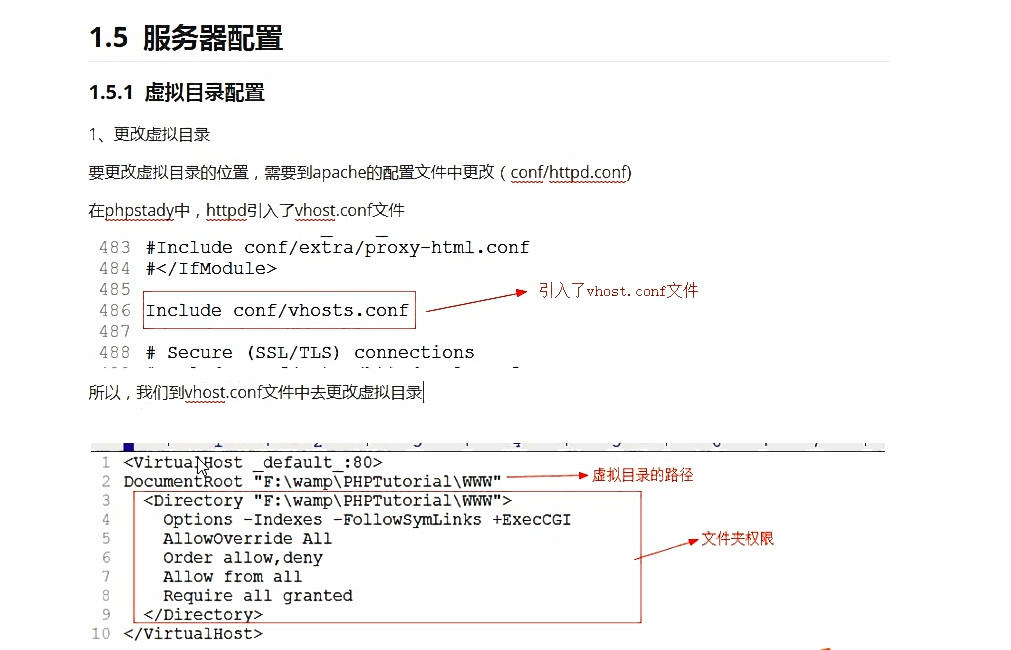 1.5 服务器配置
1.5.1 虚拟目录配置
1、更改虚拟目录
要更改虚拟目录的位置，需要到apache的配置文件中更改（conf/httpd.conf)
在phpstady中，httpd引入了vhost.conf文件
483 #Include conf/extra/proxy-html.conf
484 #</IfModule>
485
486 Include conf/vhosts.conf
引入了vhost.conf文件
487
488 # Secure (SSL/TLS) connections
所以，我们到vhost.conf文件中去更改虚拟目录
1 <VirtualHost _default_:80>
2 DocumentRoot "F:\wamp\PHPTutorial\WWW"
虚拟目录的路径
3 <Directory "F:\wamp\PHPTutorial\WWW">
4 Options -Indexes -FollowSymLinks +ExecCGI
5 AllowOverride All
文件夹权限
6 Order allow,deny
7 Allow from all
8 Require all granted
9 </Directory>
10 </VirtualHost>